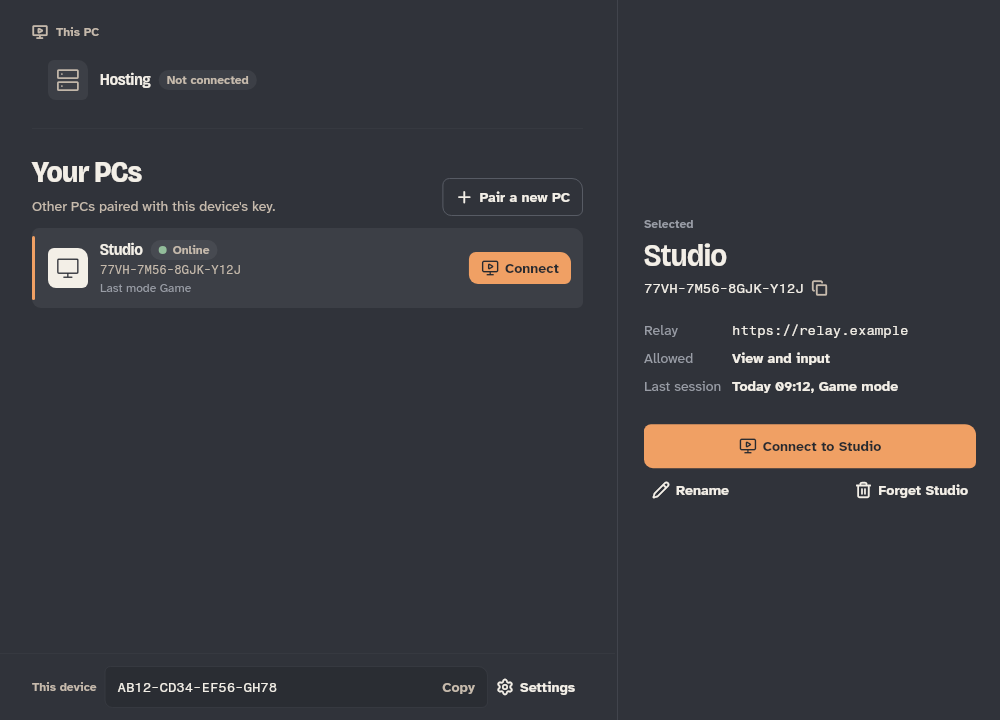 This PC
Hosting
Not connected
Your PCs
Other PCs paired with this device's key.
Pair a new PC
Studio
Online
77VH-7M56-8GJK-Y12J
Last mode Game
Connect
Selected
Studio
77VH-7M56-8GJK-Y12J
Relay https://relay.example
Allowed View and input
Last session Today 09:12, Game mode
Connect to Studio
Rename
Forget Studio
This device
AB12-CD34-EF56-GH78
Copy
Settings